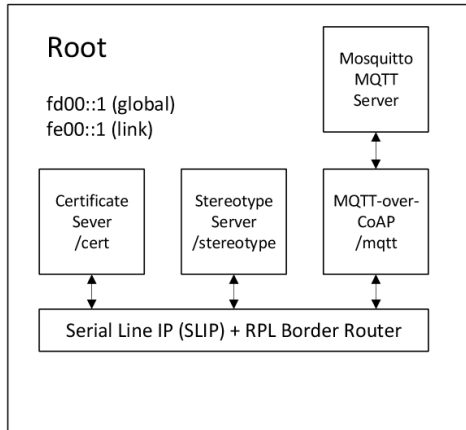 Root
fd00::1 (global)
fe00::1 (link)
Mosquitto
MQTT
Server
Certificate
Sever
/cert
Stereotype
Server
/stereotype
MQTT-over-
CoAP
/mqtt
Serial Line IP (SLIP) + RPL Border Router